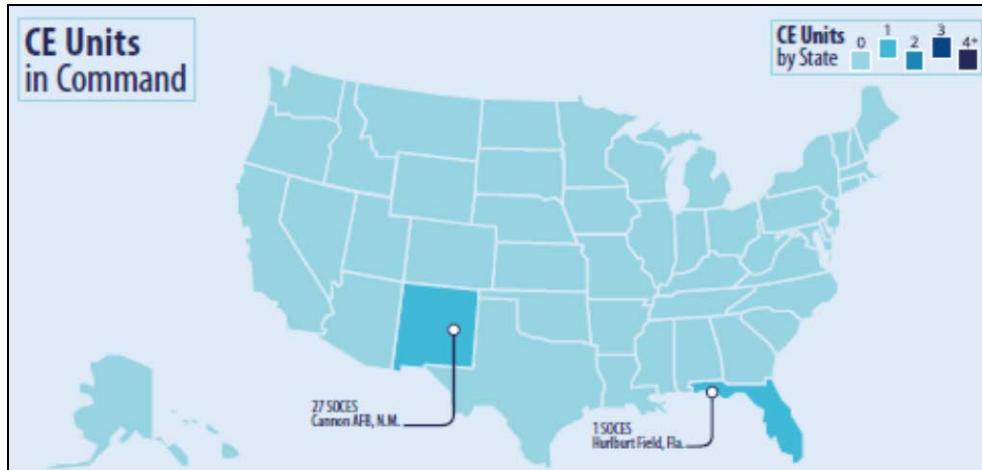 CE Units
in Command
CE Units
by State
0 1 2 3 4+
27 SOCES
Cannon AFB, N.M.
1 SOCES
Hurlburt Field, Fla.